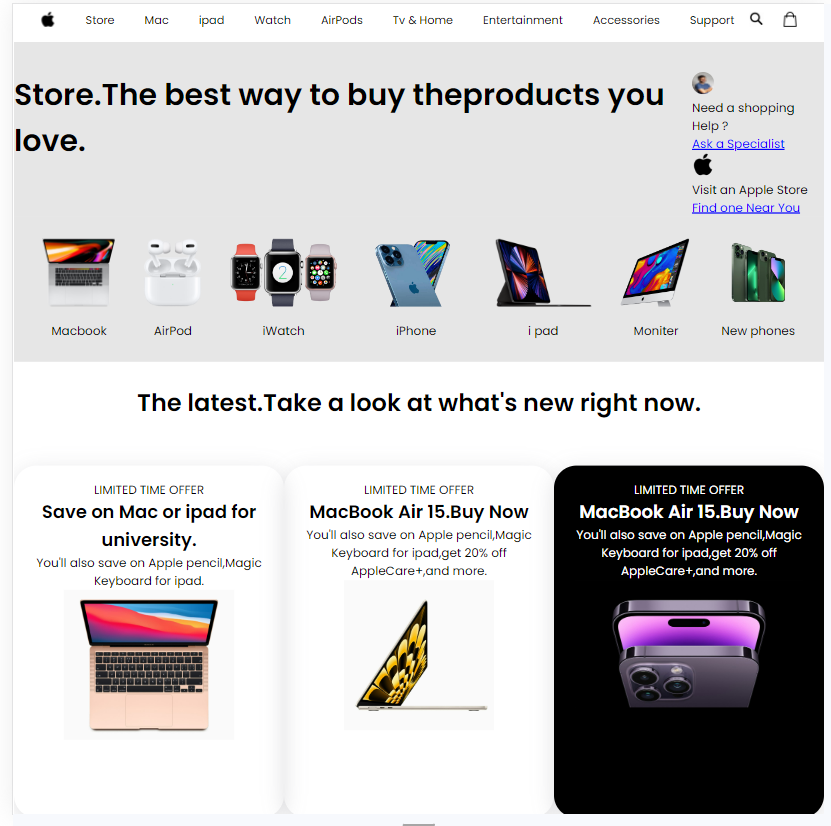 Store Mac ipad Watch AirPods Tv & Home Entertainment Accessories Support
Store.The best way to buy theproducts you
love.
Need a shopping
Help ?
Ask a Specialist
Visit an Apple Store
Find one Near You
Macbook AirPod iWatch iPhone i pad Moniter New phones
The latest.Take a look at what's new right now.
LIMITED TIME OFFER
Save on Mac or ipad for
university.
You'll also save on Apple pencil,Magic
Keyboard for ipad.
LIMITED TIME OFFER
MacBook Air 15.Buy Now
You'll also save on Apple pencil,Magic
Keyboard for ipad,get 20% off
AppleCare+,and more.
LIMITED TIME OFFER
MacBook Air 15.Buy Now
You'll also save on Apple pencil,Magic
Keyboard for ipad,get 20% off
AppleCare+,and more.